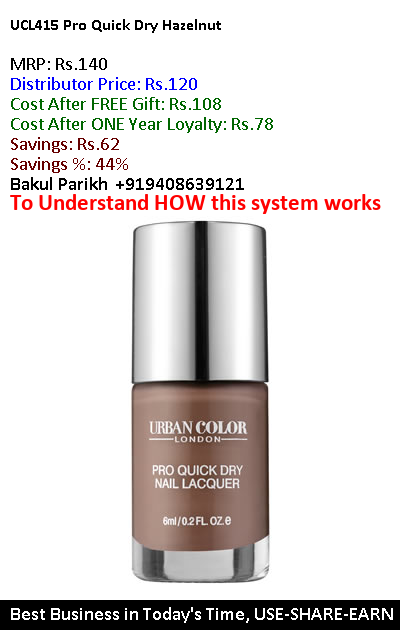 UCL415 Pro Quick Dry Hazelnut
MRP: Rs.140
Distributor Price: Rs.120
Cost After FREE Gift: Rs.108
Cost After ONE Year Loyalty: Rs.78
Savings: Rs.62
Savings %: 44%
Bakul Parikh +919408639121
To Understand HOW this system works
URBAN COLOR
LONDON
PRO QUICK DRY
NAIL LACQUER
6ml/0.2 FL. OZ.e
Best Business in Today's Time, USE-SHARE-EARN